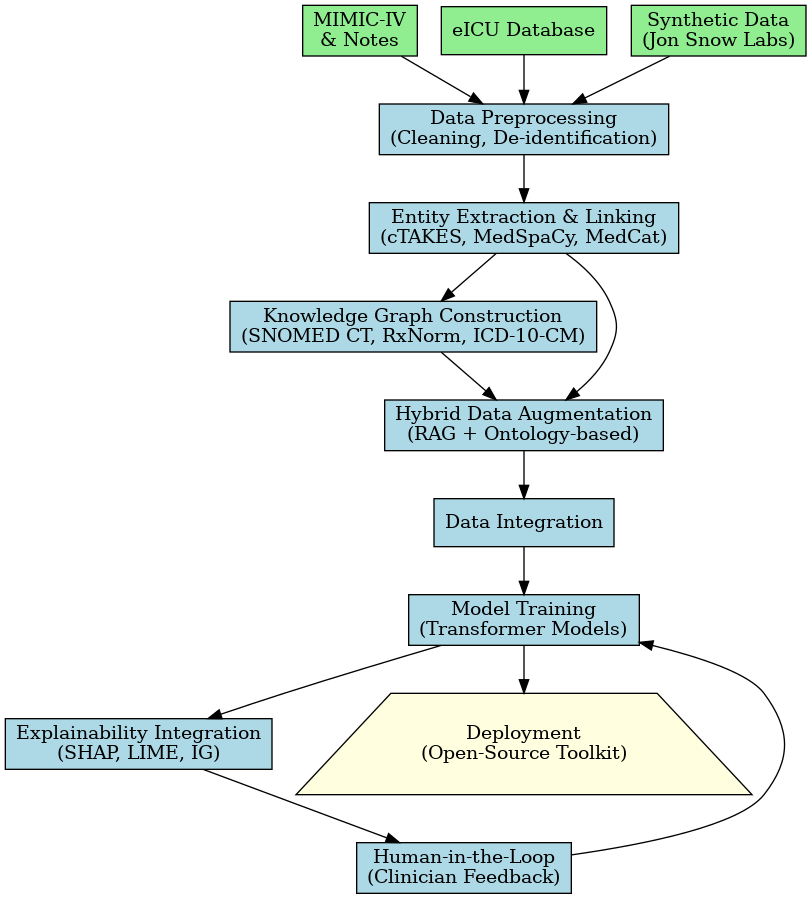 MIMIC-IV
& Notes
eICU Database
Synthetic Data
(Jon Snow Labs)
Data Preprocessing
(Cleaning, De-identification)
Entity Extraction & Linking
(cTAKES, MedSpaCy, MedCat)
Knowledge Graph Construction
(SNOMED CT, RxNorm, ICD-10-CM)
Hybrid Data Augmentation
(RAG + Ontology-based)
Data Integration
Model Training
(Transformer Models)
Explainability Integration
(SHAP, LIME, IG)
Deployment
(Open-Source Toolkit)
Human-in-the-Loop
(Clinician Feedback)